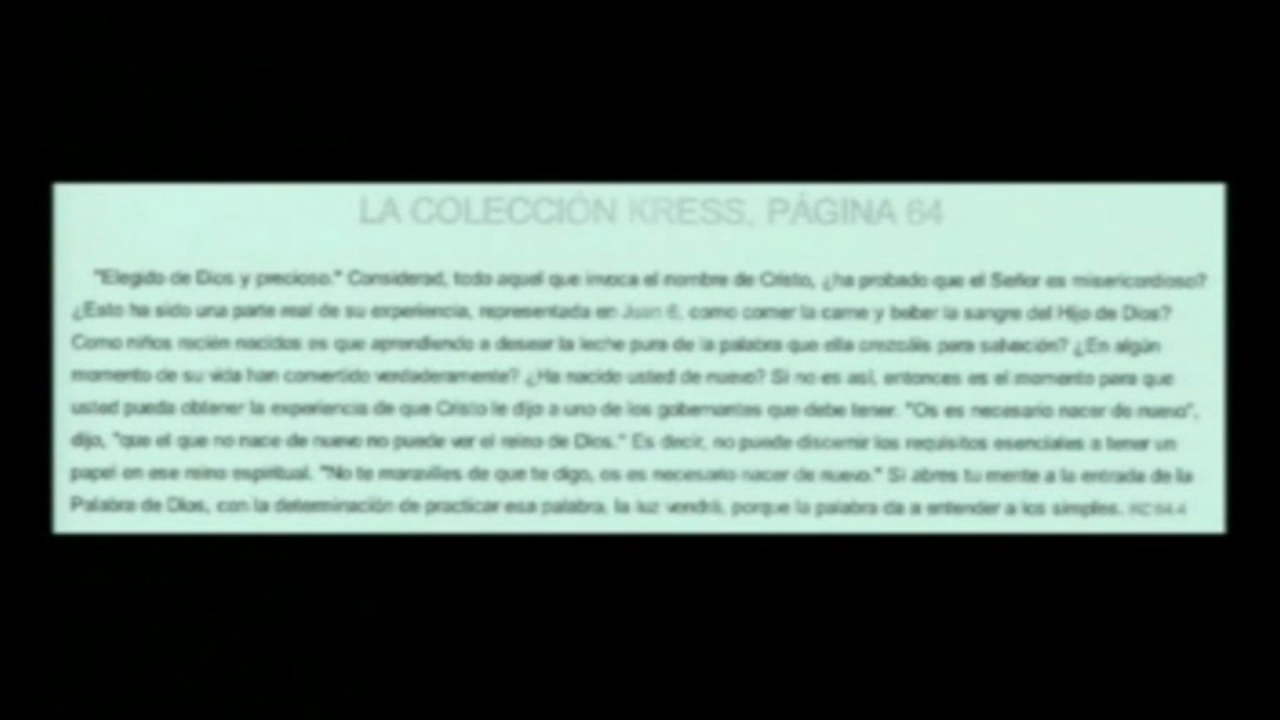 LA COLECCIÓN KRESS, PÁGINA 64
"Elegido de Dios y precioso." Considerad, todo aquel que invoca el nombre de Cristo, ¿ha probado que el Señor es misericordioso?
¿Esto ha sido una parte real de su experiencia, representada en Juan 6, como comer la carne y beber la sangre del Hijo de Dios?
Como niños recién nacidos es que aprendiendo a desear la leche pura de la palabra que ella crezcáis para salvación? ¿En algún
momento de su vida han convertido verdaderamente? ¿Ha nacido usted de nuevo? Si no es así, entonces es el momento para que
usted pueda obtener la experiencia de que Cristo le dijo a uno de los gobernantes que debe tener. "Os es necesario nacer de nuevo",
dijo, "que el que no nace de nuevo no puede ver el reino de Dios." Es decir, no puede discernir los requisitos esenciales a tener un
papel en ese reino espiritual. "No te maravilles de que te digo, os es necesario nacer de nuevo." Si abres tu mente a la entrada de la
Palabra de Dios, con la determinación de practicar esa palabra, la luz vendrá, porque la palabra da a entender a los simples. KC 64.4